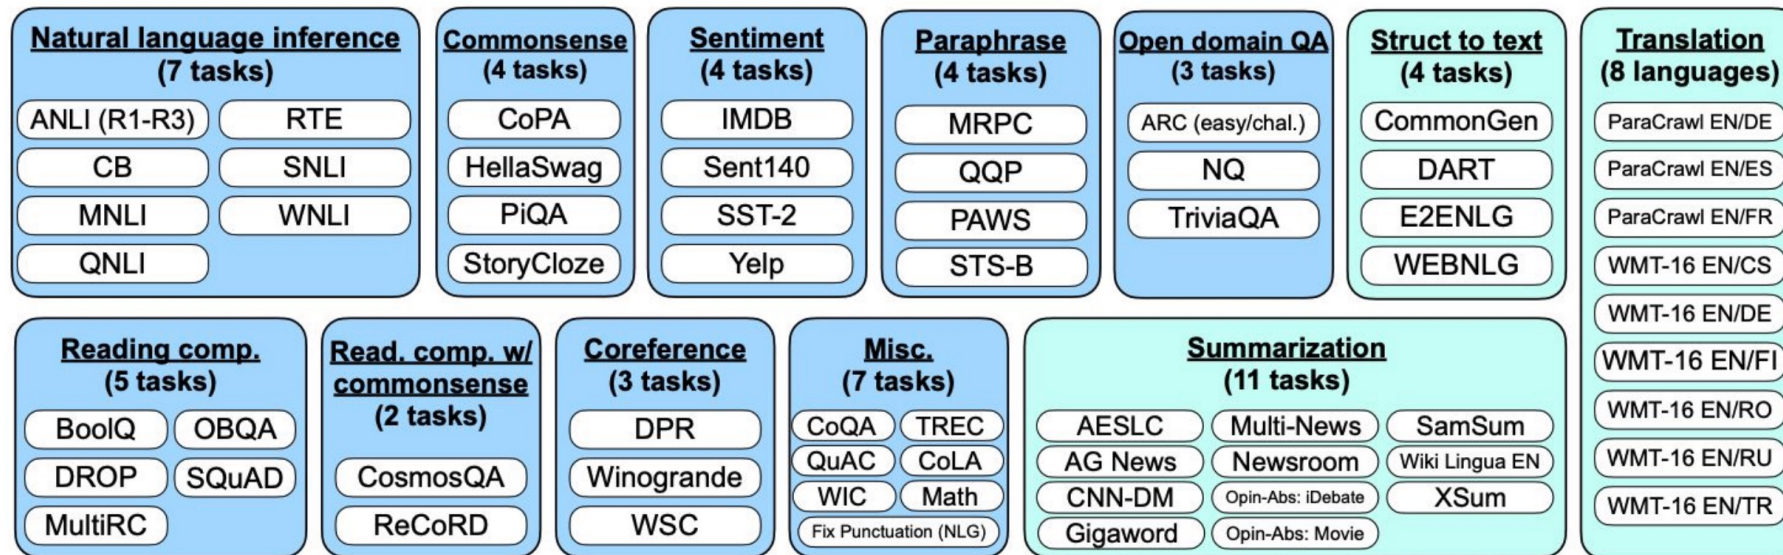 Natural language inference
(7 tasks)
ANLI (R1-R3)
RTE
CB
SNLI
MNLI
WNLI
QNLI
Commonsense
(4 tasks)
CoPA
HellaSwag
PiQA
StoryCloze
Sentiment
(4 tasks)
IMDB
Sent140
SST-2
Yelp
Paraphrase
(4 tasks)
MRPC
QQP
PAWS
STS-B
Open domain QA
(3 tasks)
ARC (easy/chal.)
NQ
TriviaQA
Struct to text
(4 tasks)
CommonGen
DART
E2ENLG
WEBNLG
Translation
(8 languages)
ParaCrawl EN/DE
ParaCrawl EN/ES
ParaCrawl EN/FR
WMT-16 EN/CS
WMT-16 EN/DE
WMT-16 EN/FI
WMT-16 EN/RO
WMT-16 EN/RU
WMT-16 EN/TR
Reading comp.
(5 tasks)
BoolQ
OBQA
DROP
SQuAD
MultiRC
Read. comp. w/
commonsense
(2 tasks)
CosmosQA
ReCoRD
Coreference
(3 tasks)
DPR
Winogrande
WSC
Misc.
(7 tasks)
CoQA
TREC
QuAC
CoLA
WIC
Math
Fix Punctuation (NLG)
Summarization
(11 tasks)
AESLC
Multi-News
SamSum
AG News
Newsroom
Wiki Lingua EN
CNN-DM
Opin-Abs: iDebate
XSum
Gigaword
Opin-Abs: Movie